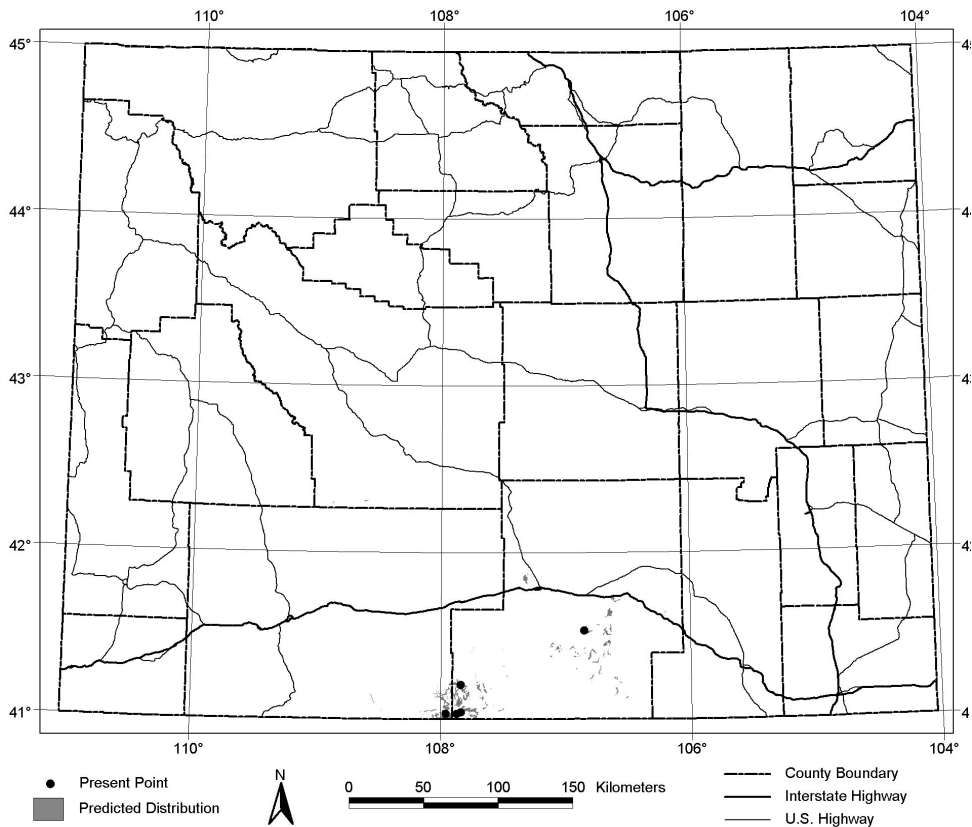 110° 108° 106° 104°
45° 45
44° 44
43° 43
42° 42
41° 4
110° 108° 106° 104°
Present Point
Predicted Distribution
N
0 50 100 150 Kilometers
County Boundary
Interstate Highway
U.S. Highway